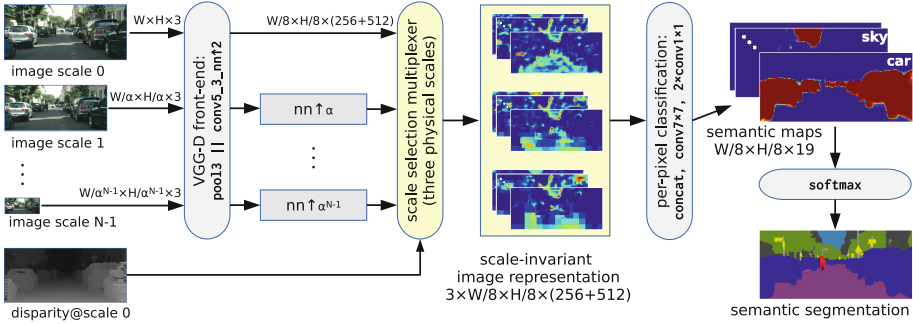 W×H×3
image scale 0
W/α×H/α×3
image scale 1
W/αᴺ⁻¹×H/αᴺ⁻¹×3
image scale N-1
disparity@scale 0
VGG-D front-end:
pool3 || conv5_3_nn↑2
W/8×H/8×(256+512)
nn↑α
nn↑αᴺ⁻¹
scale selection multiplexer
(three physical scales)
scale-invariant
image representation
3×W/8×H/8×(256+512)
per-pixel classification:
concat, conv7×7, 2×conv1×1
sky
car
semantic maps
W/8×H/8×19
softmax
semantic segmentation